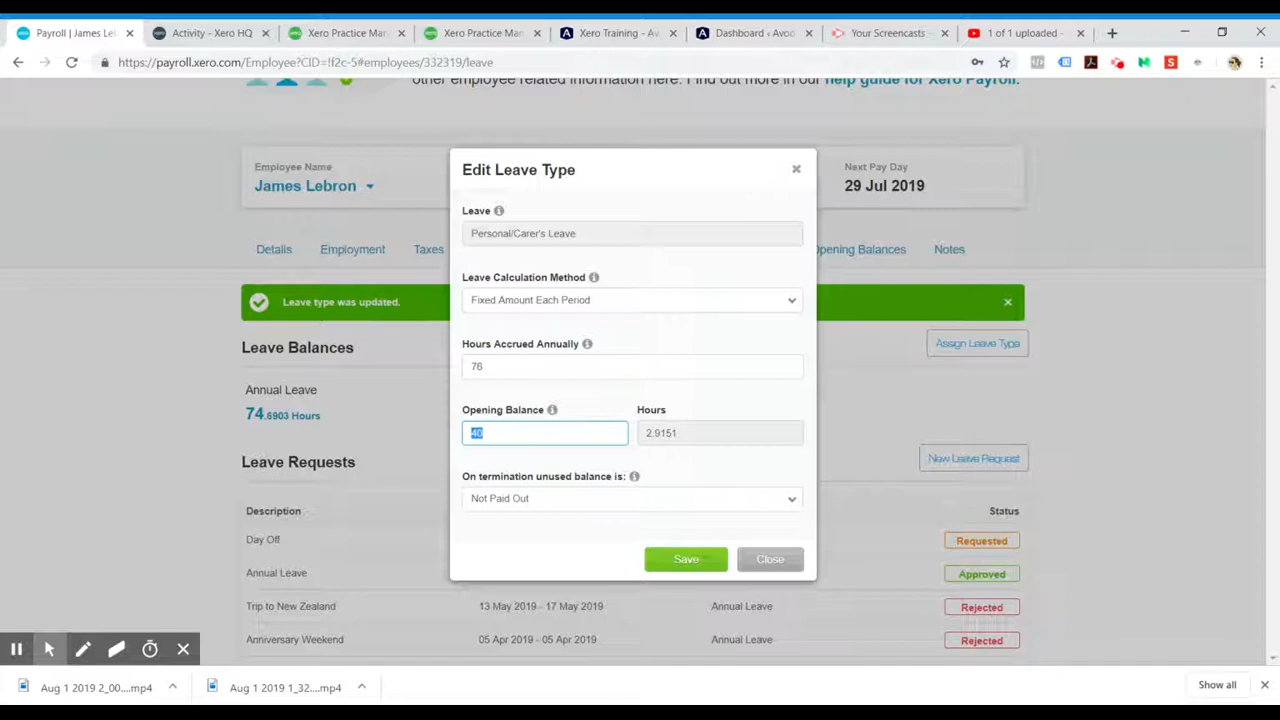 Payroll | James Le
Activity - Xero HQ
Xero Practice Man
Xero Practice Man
Xero Training - Av
Dashboard ‹ Avoo
Your Screencasts -
1 of 1 uploaded -
https://payroll.xero.com/Employee?CID=!f2c-5#employees/332319/leave
other employee related information here. Find out more in our help guide for Xero Payroll.
Employee Name
James Lebron
Next Pay Day
29 Jul 2019
Details Employment Taxes Opening Balances Notes
Leave type was updated.
Leave Balances
Assign Leave Type
Annual Leave
74.6903 Hours
Leave Requests
New Leave Request
Description Status
Day Off Requested
Annual Leave Approved
Trip to New Zealand 13 May 2019 - 17 May 2019 Annual Leave Rejected
Anniversary Weekend 05 Apr 2019 - 05 Apr 2019 Annual Leave Rejected
Edit Leave Type
Leave
Personal/Carer's Leave
Leave Calculation Method
Fixed Amount Each Period
Hours Accrued Annually
76
Opening Balance Hours
40 2.9151
On termination unused balance is:
Not Paid Out
Save Close
Aug 1 2019 2_00....mp4
Aug 1 2019 1_32....mp4
Show all